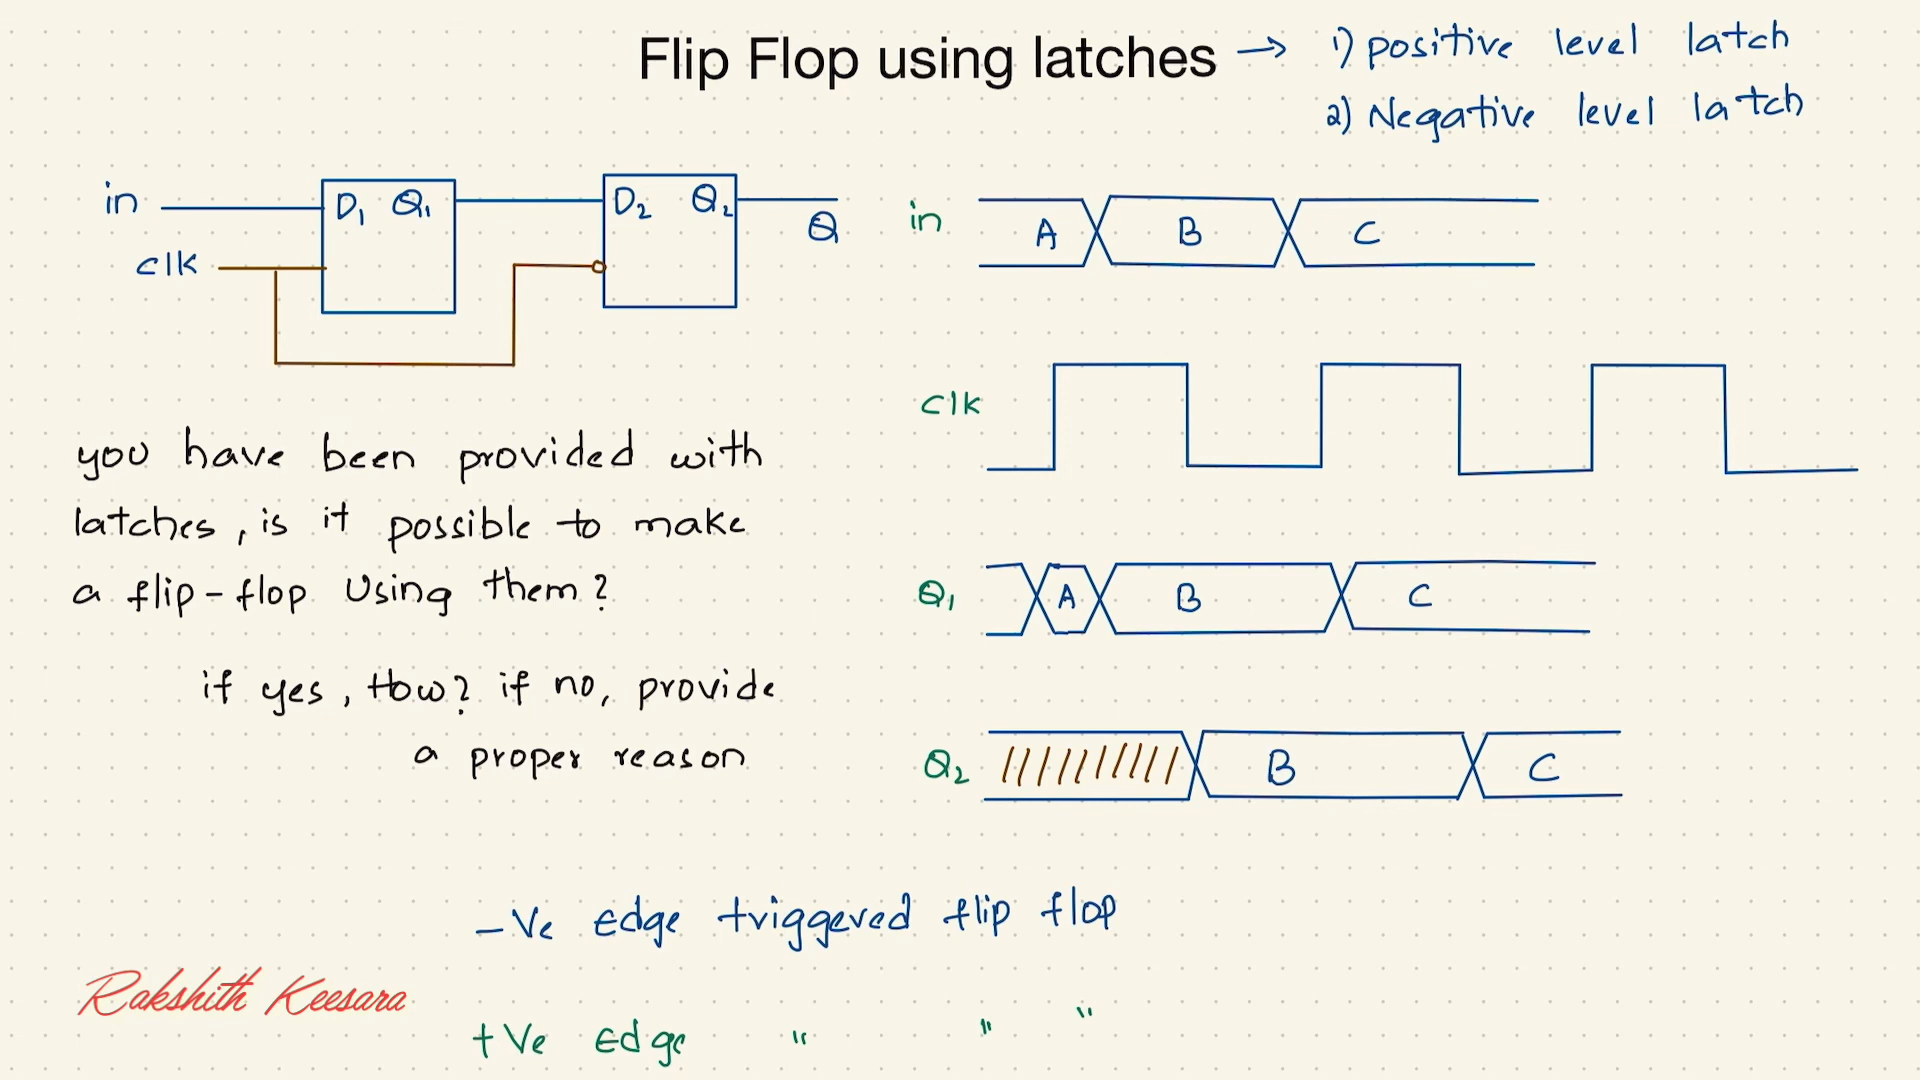 Flip Flop using latches → 1) positive level latch
2) Negative level latch
in D1 Q1 D2 Q2 Q
clk
in A B C
clk
Q1 A B C
Q2 B C
you have been provided with
latches, is it possible to make
a flip-flop Using them?
if yes, How? if no, provide
a proper reason
-Ve Edge triggered flip flop
+Ve Edge " " "
Rakshith Keesara